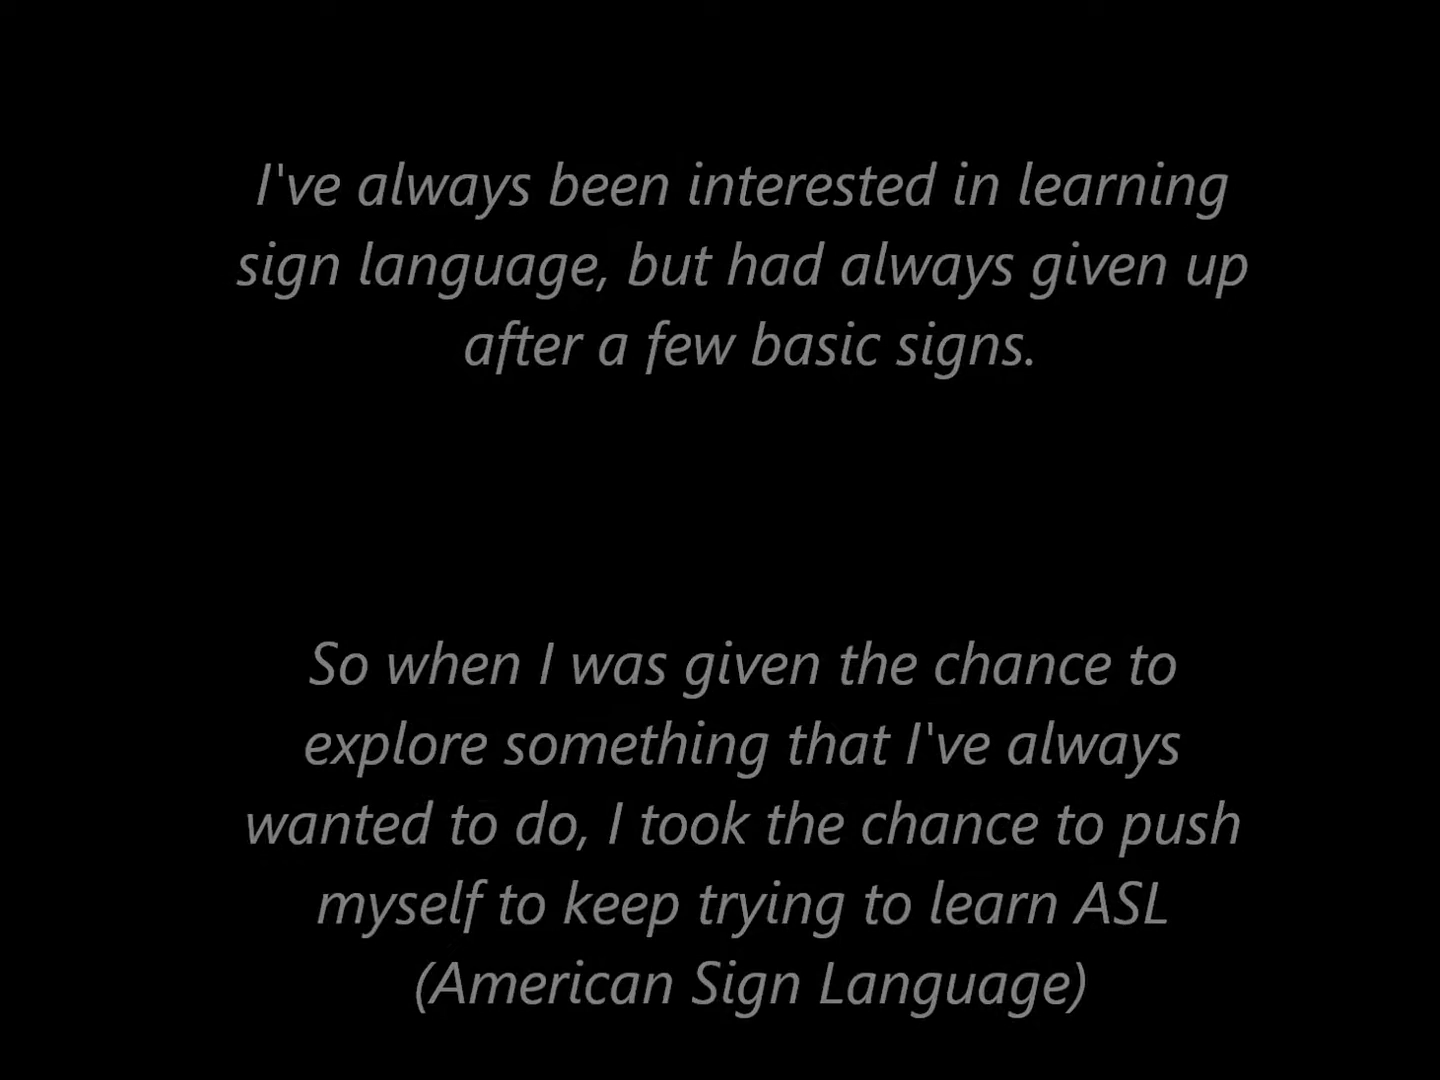 I've always been interested in learning
sign language, but had always given up
after a few basic signs.
So when I was given the chance to
explore something that I've always
wanted to do, I took the chance to push
myself to keep trying to learn ASL
(American Sign Language)